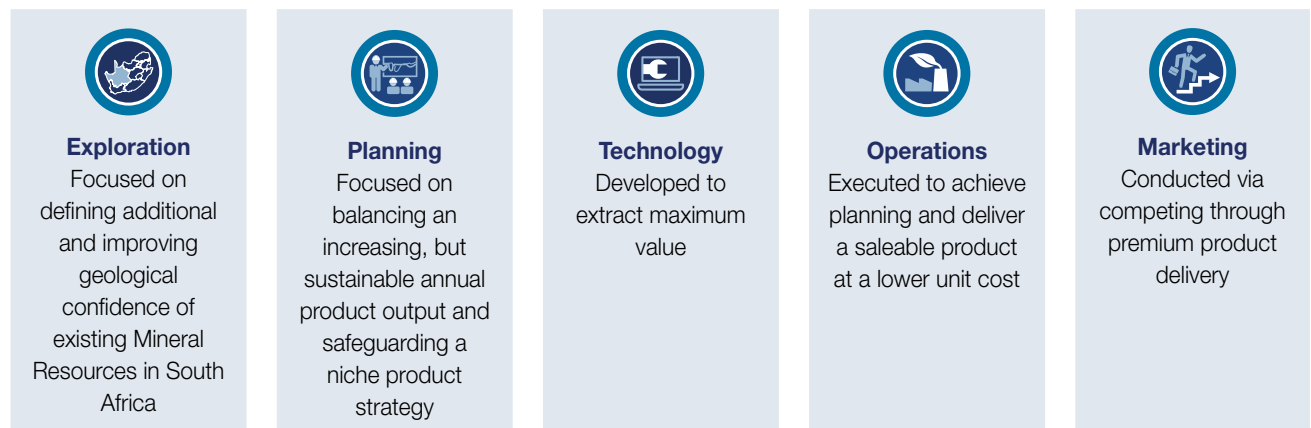 Exploration
Focused on
defining additional
and improving
geological
confidence of
existing Mineral
Resources in South
Africa
Planning
Focused on
balancing an
increasing, but
sustainable annual
product output and
safeguarding a
niche product
strategy
Technology
Developed to
extract maximum
value
Operations
Executed to achieve
planning and deliver
a saleable product
at a lower unit cost
Marketing
Conducted via
competing through
premium product
delivery